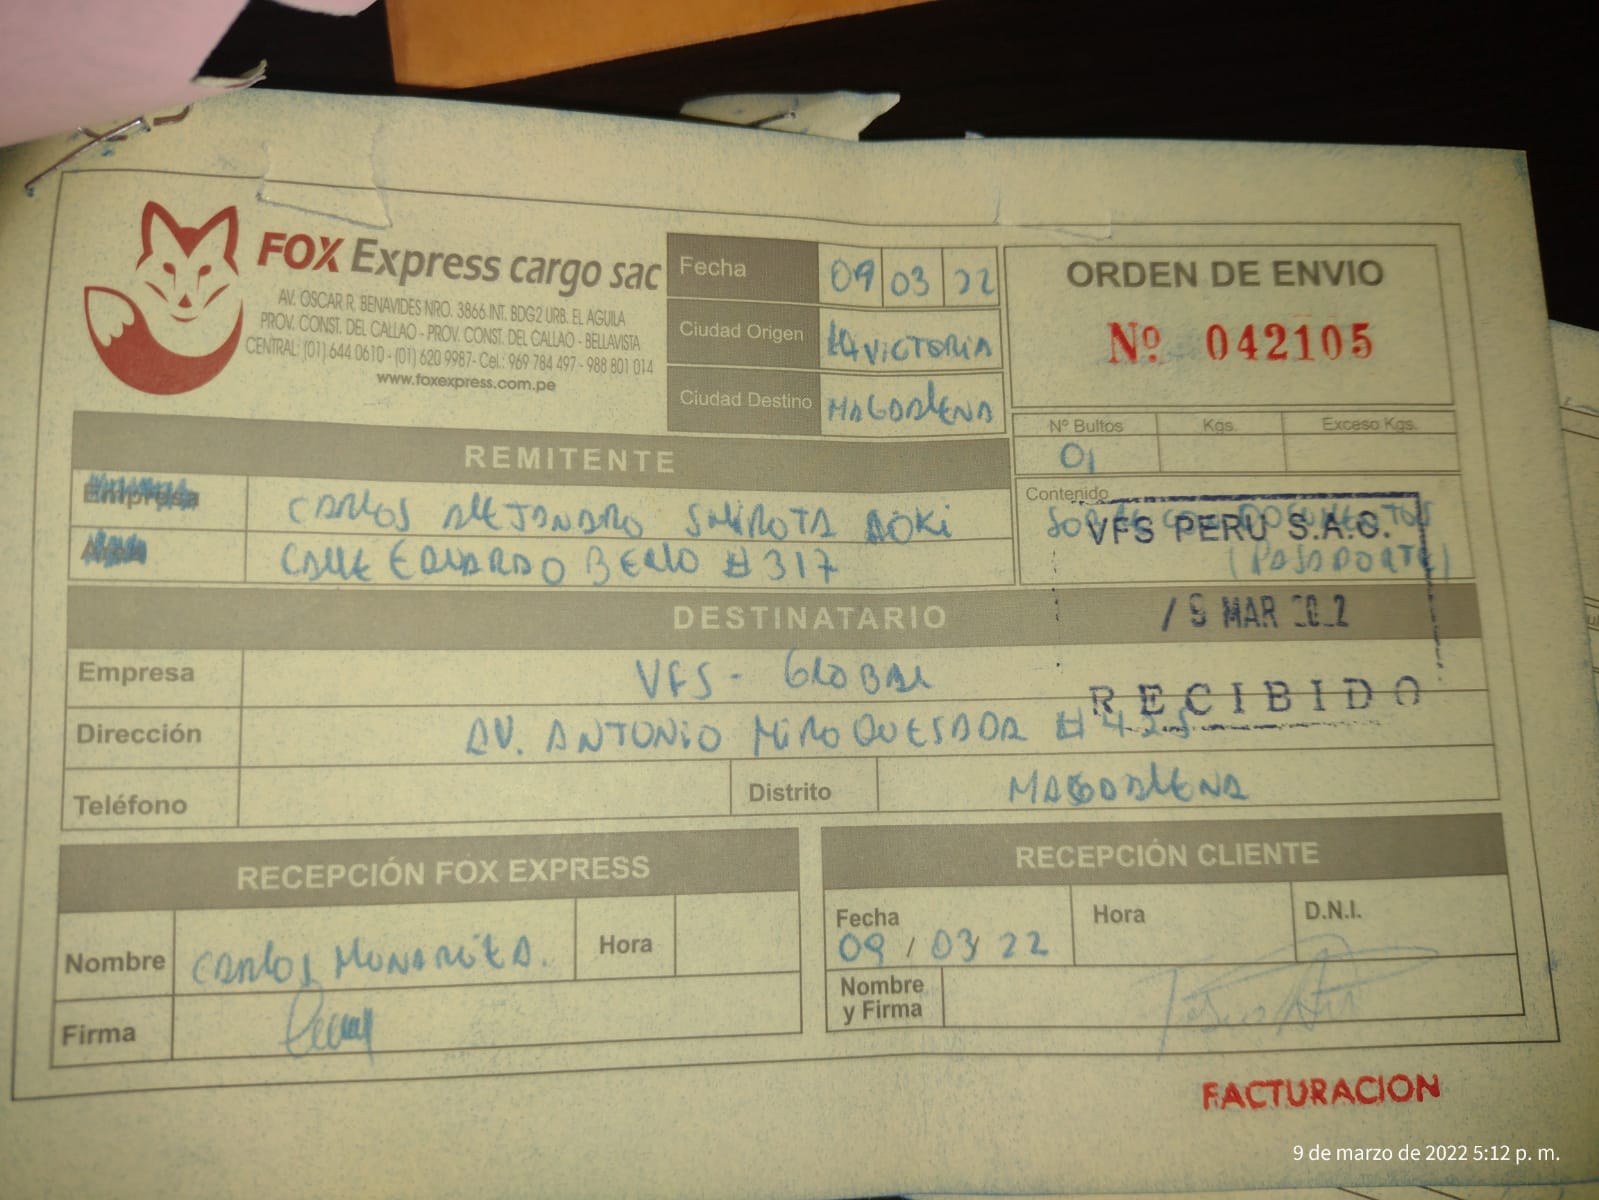 FOX Express cargo sac
AV. OSCAR R. BENAVIDES NRO. 3866 INT. BDG2 URB. EL AGUILA
PROV. CONST. DEL CALLAO - PROV. CONST. DEL CALLAO - BELLAVISTA
CENTRAL: (01) 644 0610 - (01) 620 9987- Cel.: 969 784 497 - 988 801 014
www.foxexpress.com.pe
Fecha 09 03 22
Ciudad Origen LA VICTORIA
Ciudad Destino MAGDALENA
ORDEN DE ENVIO
Nº 042105
Nº Bultos Kgs. Exceso Kgs.
01
REMITENTE
Empresa CARLOS ALEJANDRO SHIROTA AOKI
CALLE EDUARDO BELLO #317
Contenido
VFS PERU S.A.C.
(PASAPORTE)
/ 9 MAR
RECIBIDO
DESTINATARIO
Empresa VFS - GLOBAL
Dirección AV. ANTONIO MIRO QUESADA # 425
Teléfono Distrito MAGDALENA
RECEPCIÓN FOX EXPRESS
Nombre CARLOS Hora
Firma
RECEPCIÓN CLIENTE
Fecha Hora D.N.I.
09 / 03/ 22
Nombre
y Firma
FACTURACION
9 de marzo de 2022 5:12 p. m.